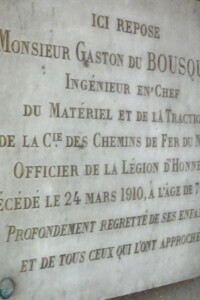 ICI REPOSE
MONSIEUR GASTON DU BOUSQU
INGÉNIEUR EN CHEF
DU MATÉRIEL ET DE LA TRACTIO
DE LA CIE DES CHEMINS DE FER DU N
OFFICIER DE LA LÉGION D'HONNE
ÉCÉDÉ LE 24 MARS 1910, À L'ÂGE DE 7
PROFONDEMENT REGRETTÉ DE SES ENFA
ET DE TOUS CEUX QUI L'ONT APPROCHÉ